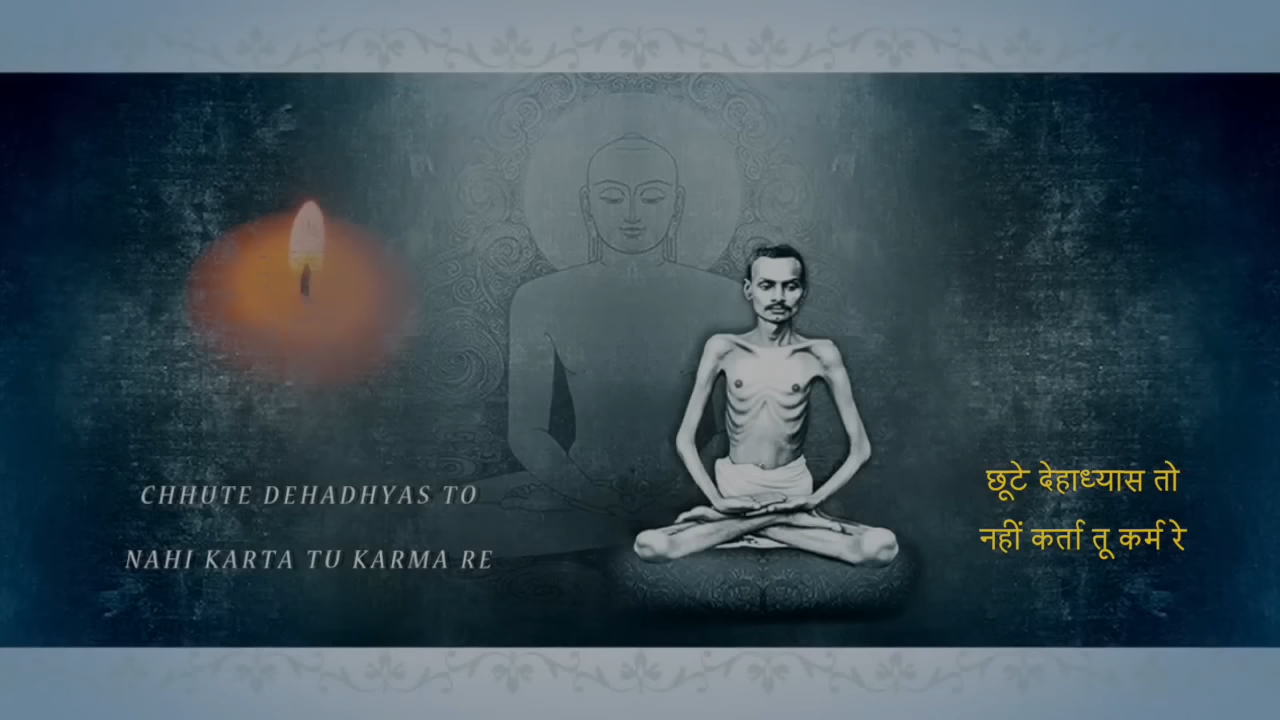 CHHUTE DEHADHYAS TO
NAHI KARTA TU KARMA RE
छूटे देहाध्यास तो
नहीं कर्ता तू कर्म रे